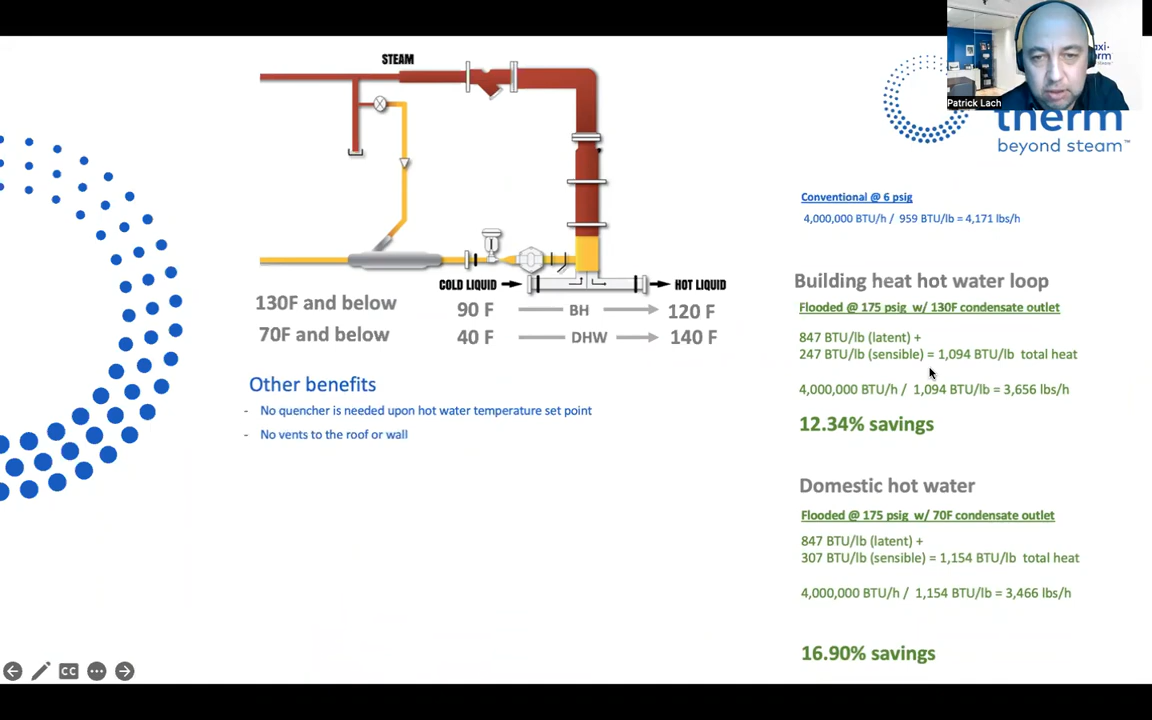 STEAM
COLD LIQUID
HOT LIQUID
130F and below
90 F
BH
120 F
70F and below
40 F
DHW
140 F
Other benefits
- No quencher is needed upon hot water temperature set point
- No vents to the roof or wall
Patrick Lach
therm
beyond steam™
Conventional @ 6 psig
4,000,000 BTU/h / 959 BTU/lb = 4,171 lbs/h
Building heat hot water loop
Flooded @ 175 psig w/ 130F condensate outlet
847 BTU/lb (latent) +
247 BTU/lb (sensible) = 1,094 BTU/lb total heat
4,000,000 BTU/h / 1,094 BTU/lb = 3,656 lbs/h
12.34% savings
Domestic hot water
Flooded @ 175 psig w/ 70F condensate outlet
847 BTU/lb (latent) +
307 BTU/lb (sensible) = 1,154 BTU/lb total heat
4,000,000 BTU/h / 1,154 BTU/lb = 3,466 lbs/h
16.90% savings
CC